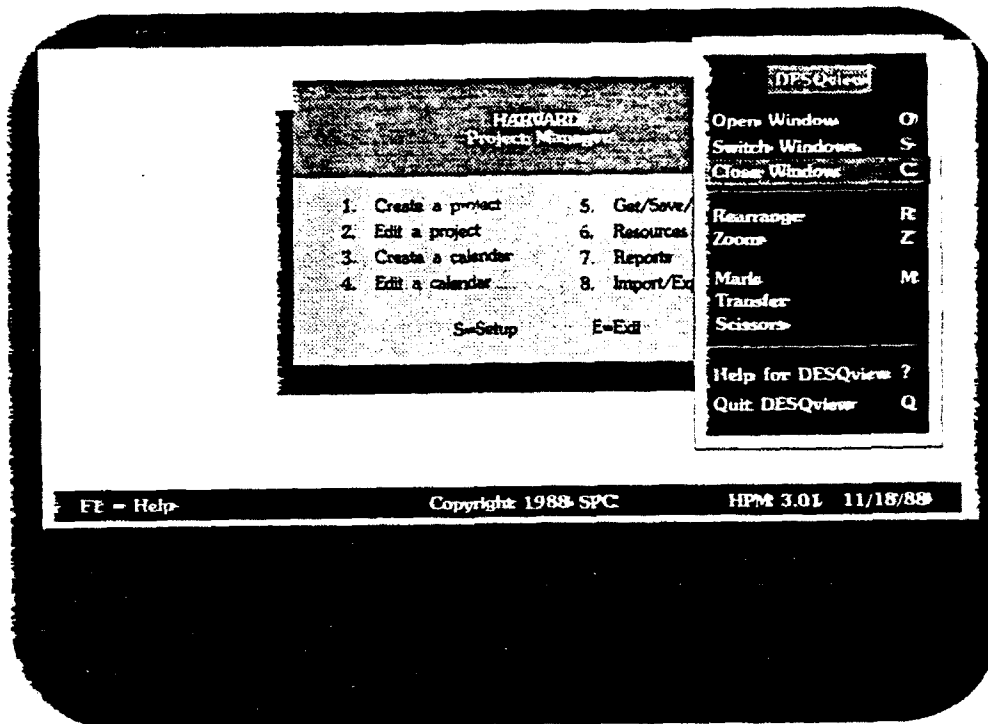 HARVARD
Project Manager
1. Create a project 5. Get/Save/
2. Edit a project 6. Resources
3. Create a calendar 7. Reports
4. Edit a calendar 8. Import/Exp
S=Setup E=Exit
DESQview
Open Window O
Switch Windows S
Close Window C
Rearrange R
Zoom Z
Mark M
Transfer
Scissors
Help for DESQview ?
Quit DESQview Q
F1 = Help Copyright 1988 SPC HPM 3.01 11/18/88